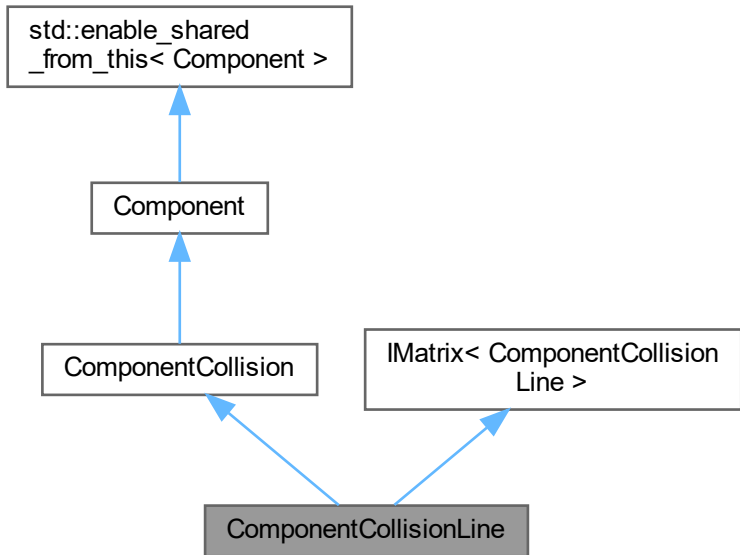 std::enable_shared
_from_this< Component >
Component
ComponentCollision
IMatrix< ComponentCollision
Line >
ComponentCollisionLine